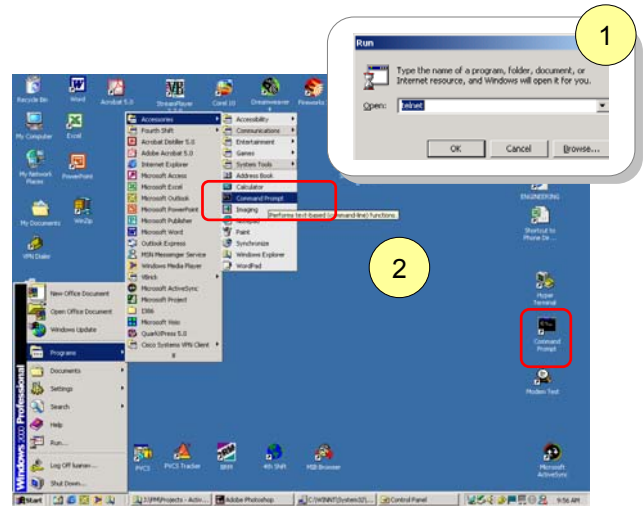 1
Run
Type the name of a program, folder, document, or
Internet resource, and Windows will open it for you.
Open: telnet
OK Cancel Browse...
Recycle Bin
Word
Acrobat 5.0
StreamPlayer
Corel 10
Dreamweaver
4
Fireworks
My Computer
Excel
My Network
Places
PowerPoint
My Documents
WinZip
VPN Dialer
Accessories
Fourth Shift
Acrobat Distiller 5.0
Adobe Acrobat 5.0
Internet Explorer
Microsoft Access
Microsoft Excel
Microsoft Outlook
Microsoft PowerPoint
Microsoft Publisher
Microsoft Word
Outlook Express
MSN Messenger Service
Windows Media Player
Microsoft ActiveSync
Microsoft Project
Microsoft Visio
QuarkXPress 5.0
Cisco Systems VPN Client
Accessibility
Communications
Entertainment
Games
System Tools
Address Book
Calculator
Command Prompt
Imaging
Notepad
Performs text-based (command-line) functions.
Paint
Synchronize
Windows Explorer
WordPad
2
ENGINEERING
Shortcut to
Phone Dir ...
Hyper
Terminal
Command
Prompt
Modem Test
Microsoft
ActiveSync
New Office Document
Open Office Document
Windows Update
Programs
Documents
Settings
Search
Help
Run...
Shut Down...
Windows 2000 Professional
PVCS
PVCS Tracker
BRM
4th Shift
MSB Browser
Start
Adobe Photoshop
Control Panel
9:56 AM